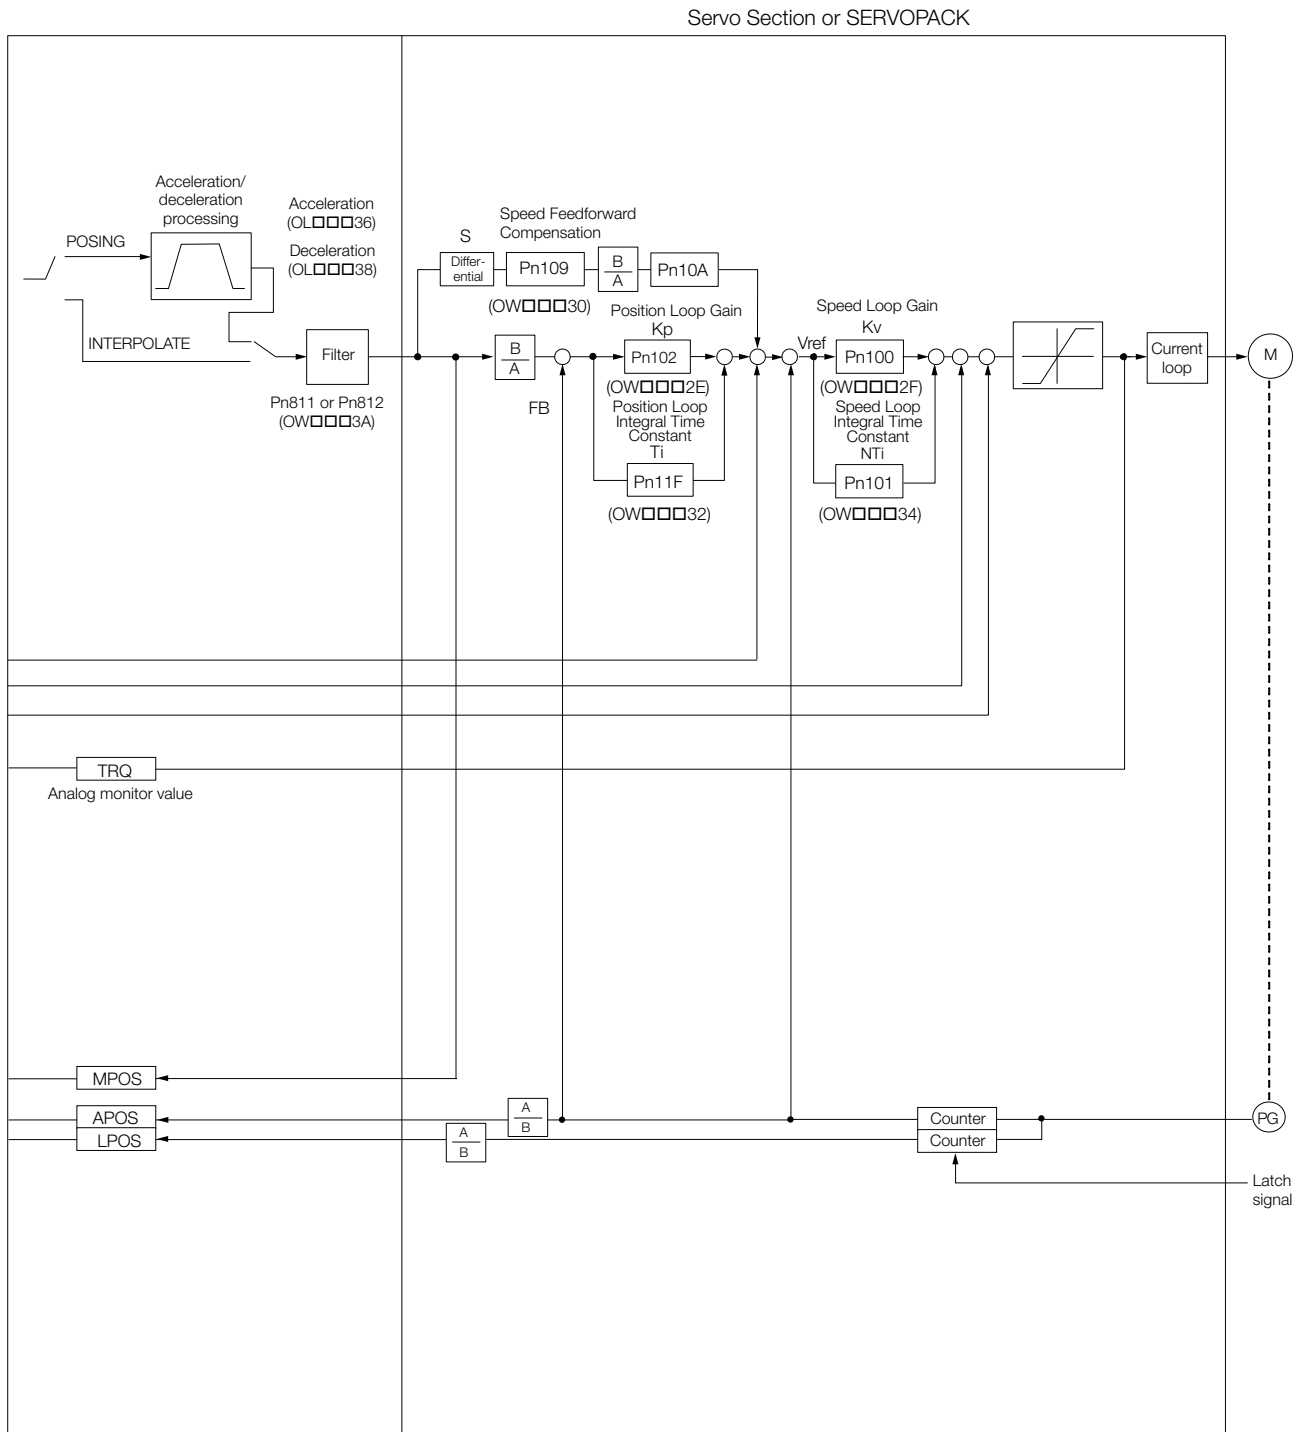 Servo Section or SERVOPACK
Acceleration/
deceleration
processing
Acceleration
(OL□□□36)
Deceleration
(OL□□□38)
POSING
INTERPOLATE
Filter
Pn811 or Pn812
(OW□□□3A)
S
Differ-
ential
Speed Feedforward
Compensation
Pn109
(OW□□□30)
B
A
Pn10A
B
A
FB
Position Loop Gain
Kp
Pn102
(OW□□□2E)
Position Loop
Integral Time
Constant
Ti
Pn11F
(OW□□□32)
Vref
Speed Loop Gain
Kv
Pn100
(OW□□□2F)
Speed Loop
Integral Time
Constant
NTi
Pn101
(OW□□□34)
Current
loop
M
TRQ
Analog monitor value
MPOS
APOS
LPOS
A
B
A
B
Counter
Counter
PG
Latch
signal